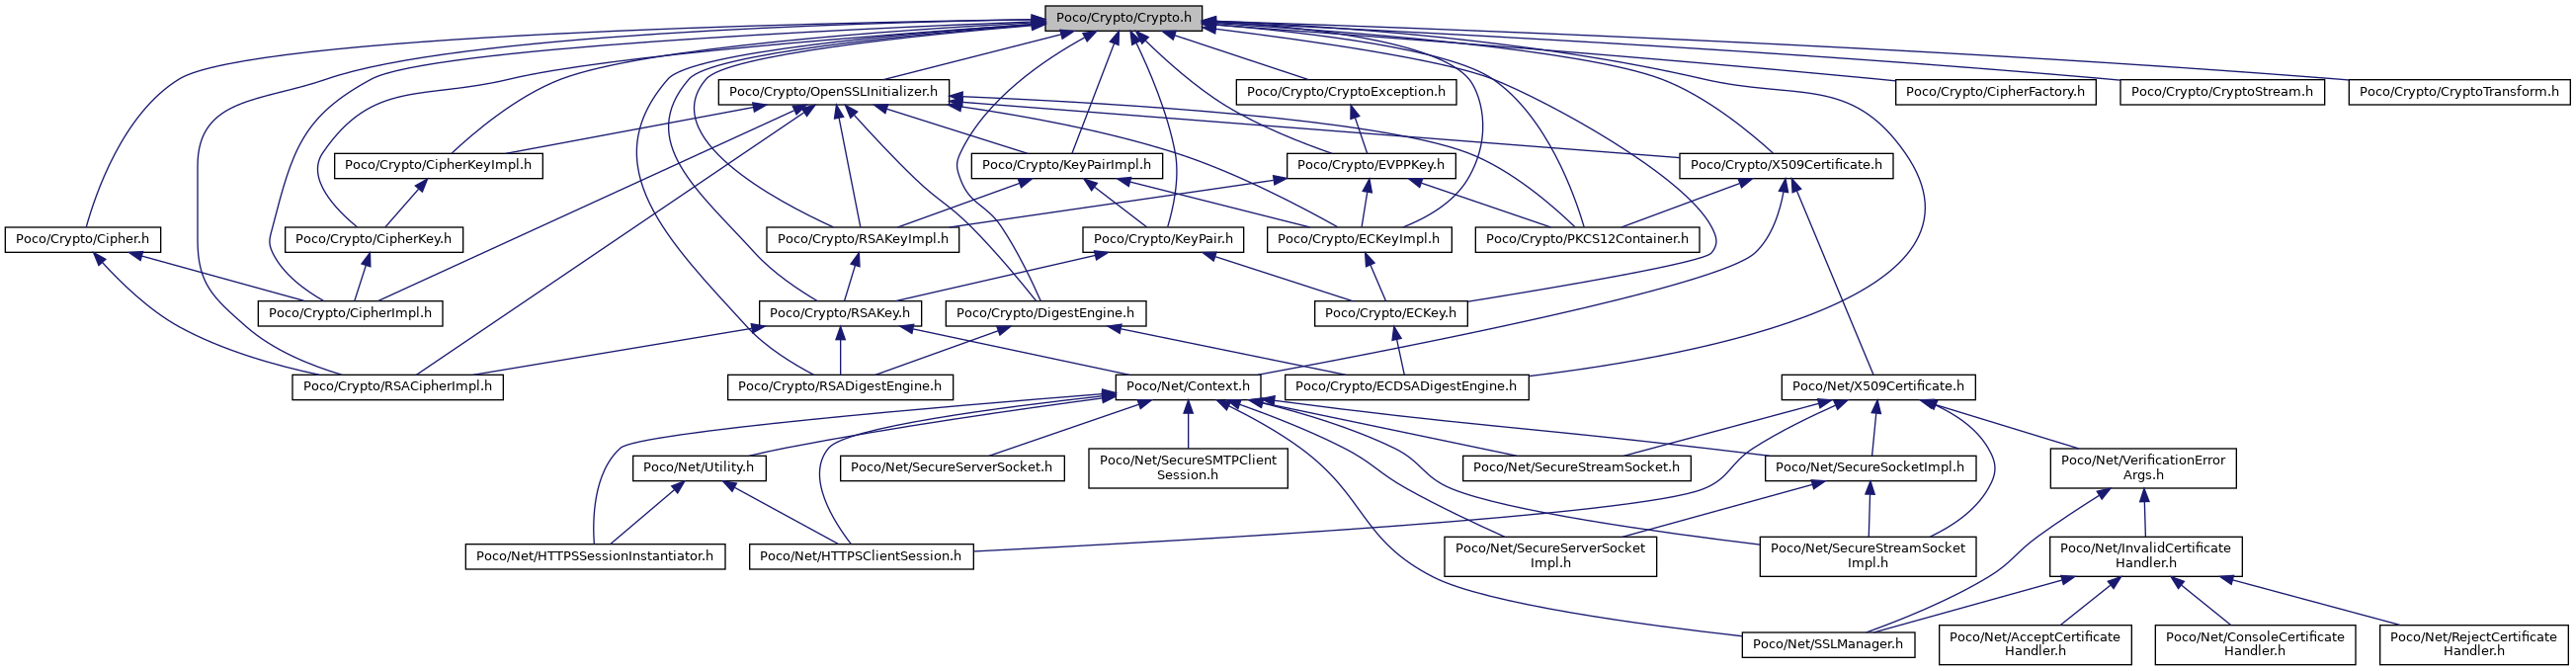 Poco/Crypto/Crypto.h
Poco/Crypto/OpenSSLInitializer.h
Poco/Crypto/CryptoException.h
Poco/Crypto/CipherFactory.h
Poco/Crypto/CryptoStream.h
Poco/Crypto/CryptoTransform.h
Poco/Crypto/CipherKeyImpl.h
Poco/Crypto/KeyPairImpl.h
Poco/Crypto/EVPPKey.h
Poco/Crypto/X509Certificate.h
Poco/Crypto/Cipher.h
Poco/Crypto/CipherKey.h
Poco/Crypto/RSAKeyImpl.h
Poco/Crypto/KeyPair.h
Poco/Crypto/ECKeyImpl.h
Poco/Crypto/PKCS12Container.h
Poco/Crypto/CipherImpl.h
Poco/Crypto/RSAKey.h
Poco/Crypto/DigestEngine.h
Poco/Crypto/ECKey.h
Poco/Crypto/RSACipherImpl.h
Poco/Crypto/RSADigestEngine.h
Poco/Net/Context.h
Poco/Crypto/ECDSADigestEngine.h
Poco/Net/X509Certificate.h
Poco/Net/Utility.h
Poco/Net/SecureServerSocket.h
Poco/Net/SecureSMTPClient
Session.h
Poco/Net/SecureStreamSocket.h
Poco/Net/SecureSocketImpl.h
Poco/Net/VerificationError
Args.h
Poco/Net/HTTPSSessionInstantiator.h
Poco/Net/HTTPSClientSession.h
Poco/Net/SecureServerSocket
Impl.h
Poco/Net/SecureStreamSocket
Impl.h
Poco/Net/InvalidCertificate
Handler.h
Poco/Net/SSLManager.h
Poco/Net/AcceptCertificate
Handler.h
Poco/Net/ConsoleCertificate
Handler.h
Poco/Net/RejectCertificate
Handler.h